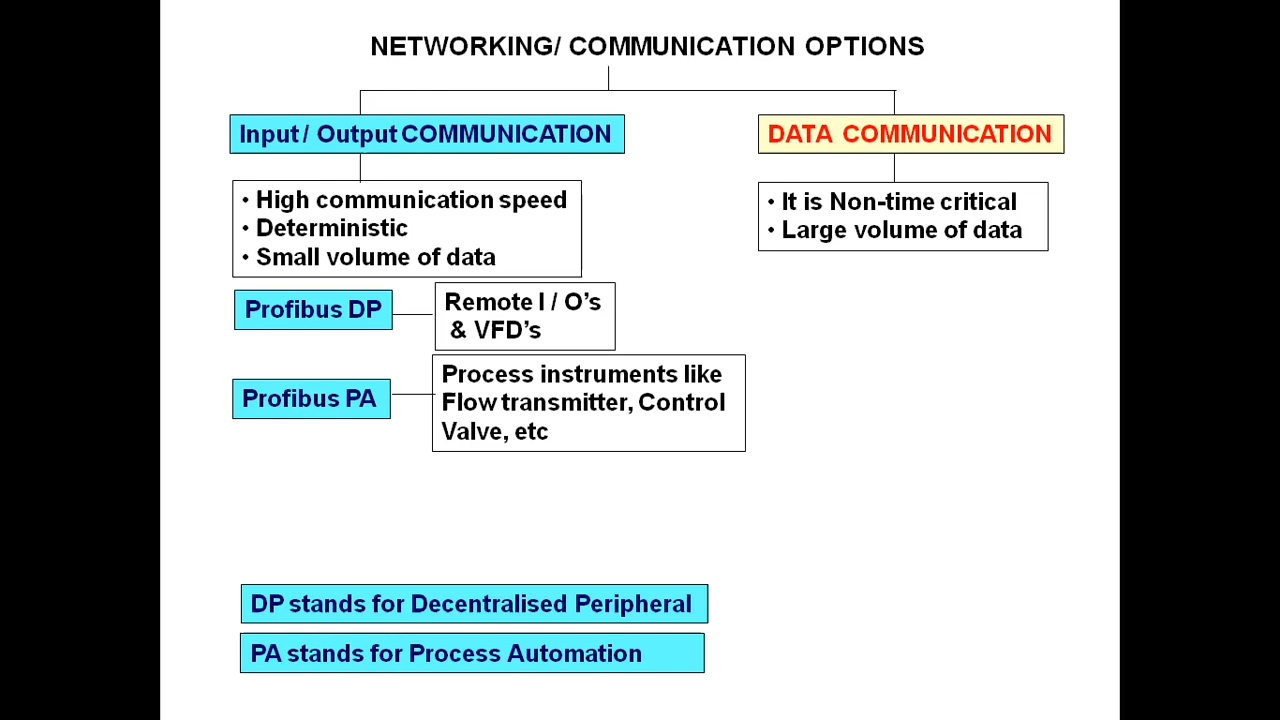 NETWORKING/ COMMUNICATION OPTIONS
Input / Output COMMUNICATION
DATA COMMUNICATION
• High communication speed
• Deterministic
• Small volume of data
• It is Non-time critical
• Large volume of data
Profibus DP
Remote I / O’s
& VFD’s
Profibus PA
Process instruments like
Flow transmitter, Control
Valve, etc
DP stands for Decentralised Peripheral
PA stands for Process Automation